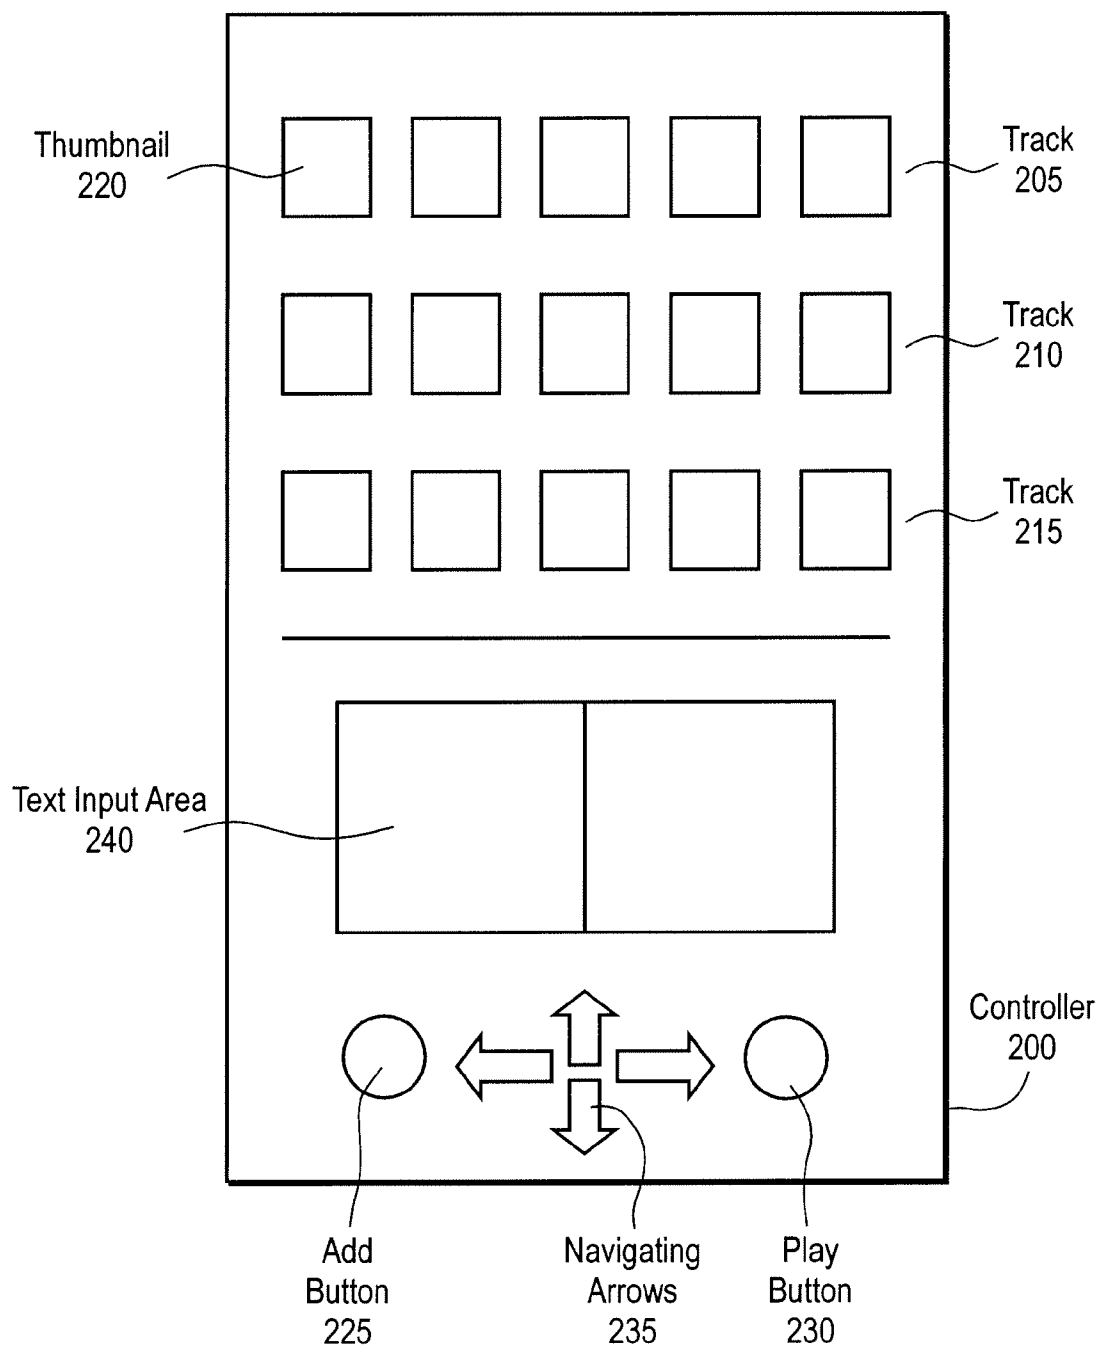 Thumbnail
220
Track
205
Track
210
Track
215
Text Input Area
240
Controller
200
Add
Button
225
Navigating
Arrows
235
Play
Button
230